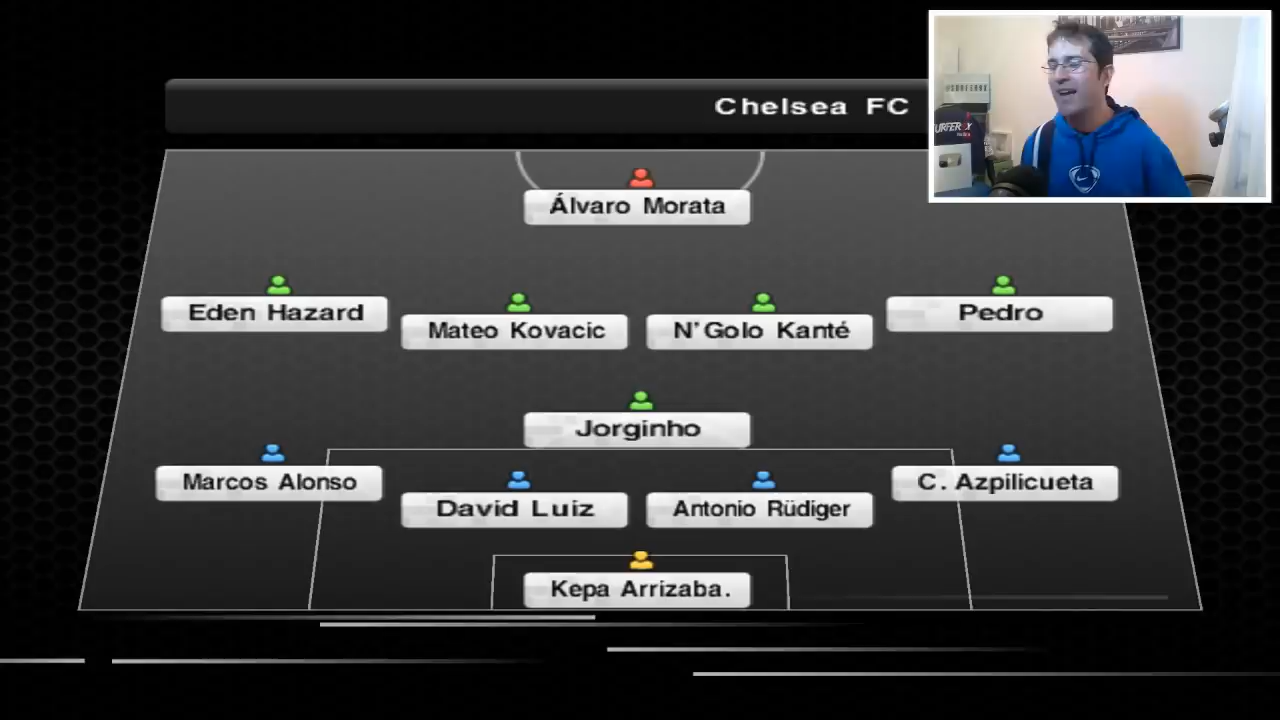 Chelsea FC
Álvaro Morata
Eden Hazard
Mateo Kovacic
N'Golo Kanté
Pedro
Jorginho
Marcos Alonso
David Luiz
Antonio Rüdiger
C. Azpilicueta
Kepa Arrizaba.